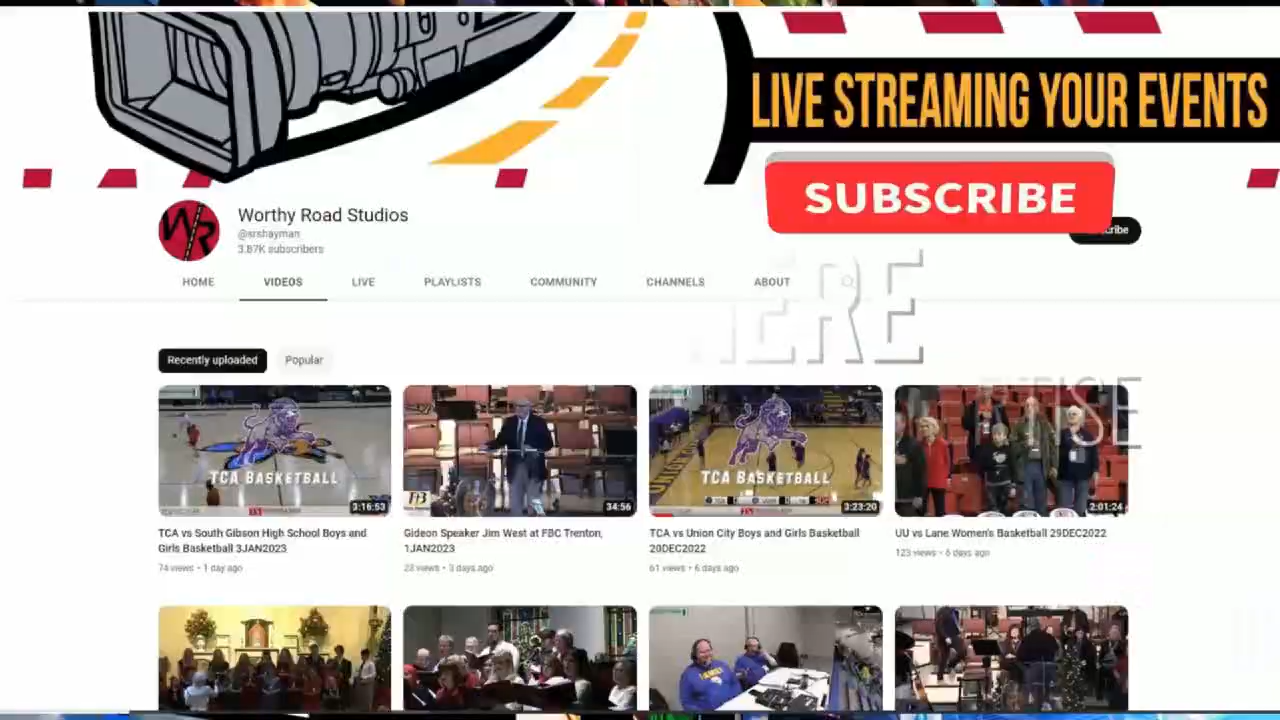 LIVE STREAMING YOUR EVENTS
SUBSCRIBE
WR
Worthy Road Studios
@srshayman
3.87K subscribers
HOME VIDEOS LIVE PLAYLISTS COMMUNITY CHANNELS ABOUT
Recently uploaded Popular
TCA BASKETBALL
3:16:53
FB
34:56
TCA BASKETBALL
3:23:20
2:01:24
TCA vs South Gibson High School Boys and
Girls Basketball 3JAN2023
74 views • 1 day ago
Gideon Speaker Jim West at FBC Trenton,
1JAN2023
23 views • 3 days ago
TCA vs Union City Boys and Girls Basketball
20DEC2022
61 views • 6 days ago
UU vs Lane Women's Basketball 29DEC2022
123 views • 6 days ago